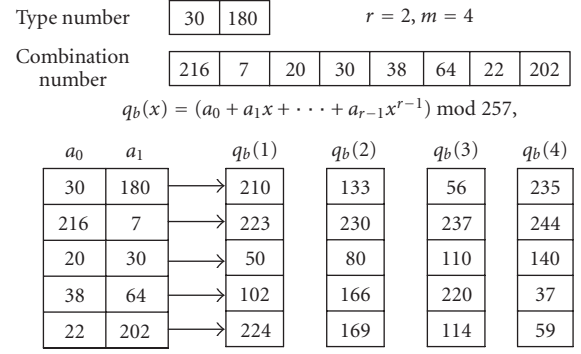 Type number 30 180 r = 2, m = 4
Combination number 216 7 20 30 38 64 22 202
q_b(x) = (a_0 + a_1x + · · · + a_{r−1}x^{r−1}) mod 257,
a_0 a_1 q_b(1) q_b(2) q_b(3) q_b(4)
30 180 210 133 56 235
216 7 223 230 237 244
20 30 50 80 110 140
38 64 102 166 220 37
22 202 224 169 114 59